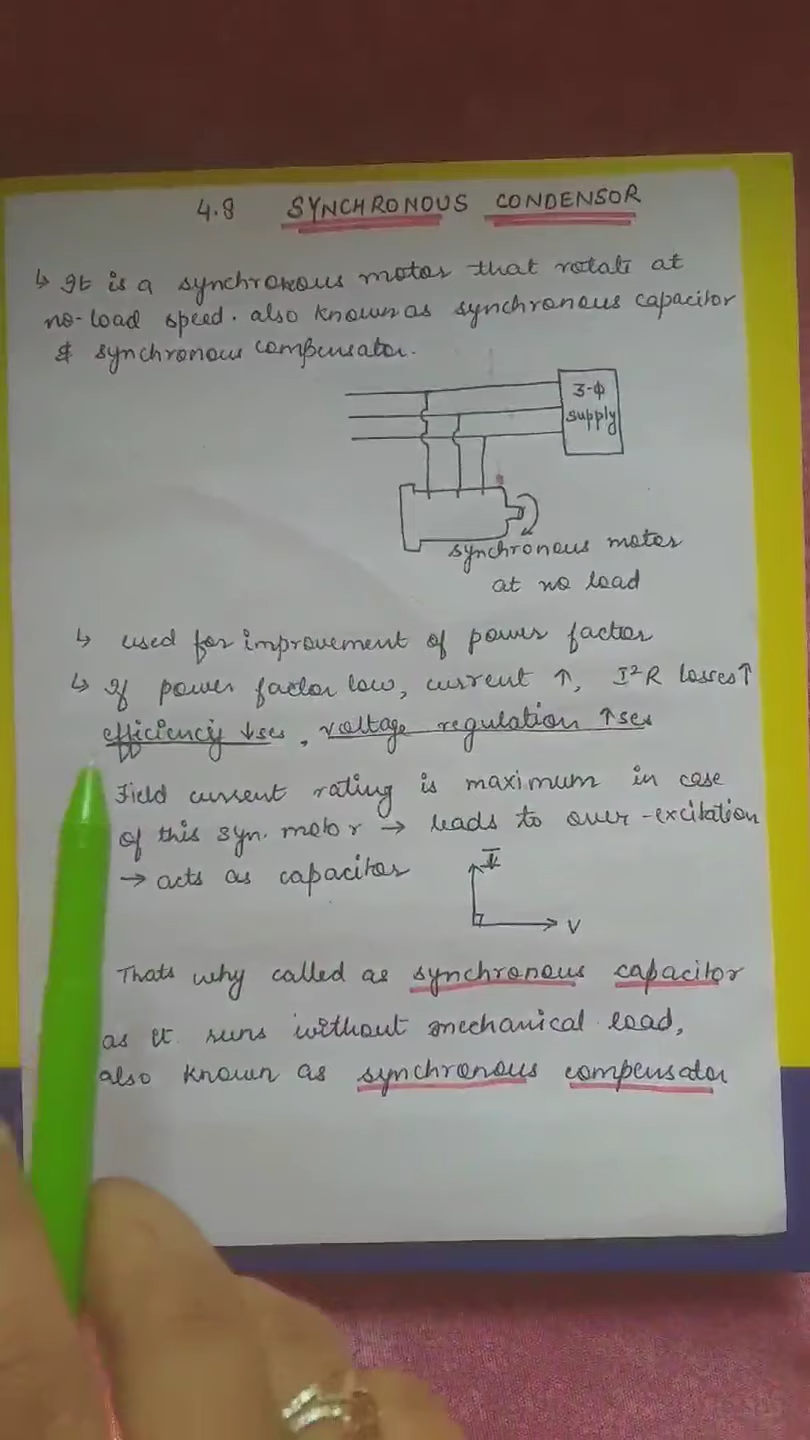 4.8 SYNCHRONOUS CONDENSOR
↳ It is a synchronous motor that rotate at
no-load speed. also known as synchronous capacitor
& synchronous compensator.
3-Φ
supply
synchronous motor
at no load
↳ used for improvement of power factor
↳ If power factor low, current ↑, I²R losses↑
efficiency ↓ses, voltage regulation ↑ses
Field current rating is maximum in case
of this syn. motor → leads to over-excitation
→ acts as capacitor
V
Thats why called as synchronous capacitor
as it runs without mechanical load,
also known as synchronous compensator